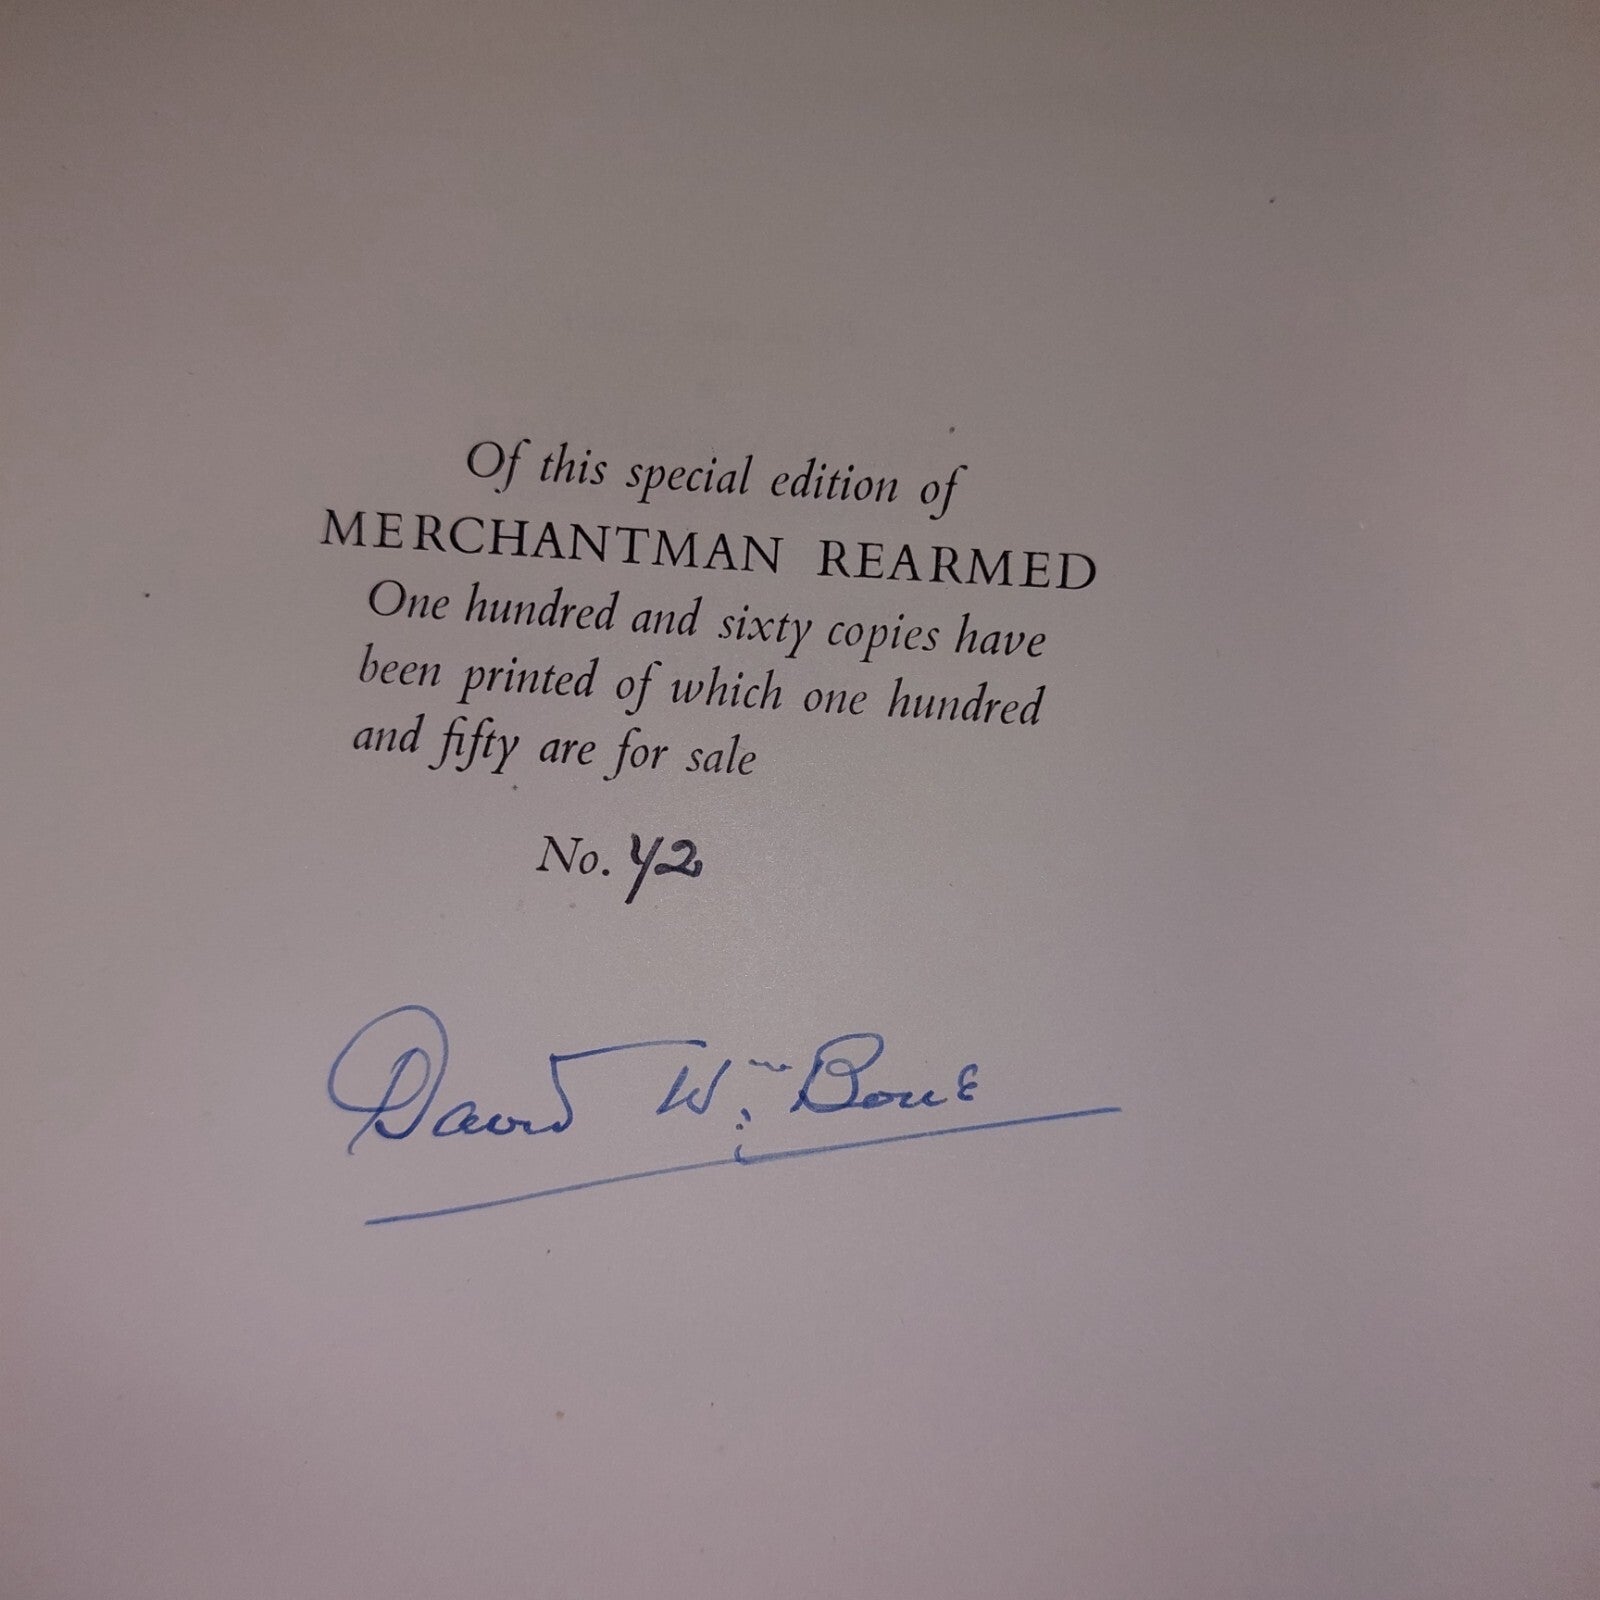 Of this special edition of
MERCHANTMAN REARMED
One hundred and sixty copies have
been printed of which one hundred
and fifty are for sale
No. 42
David Wm. Bone